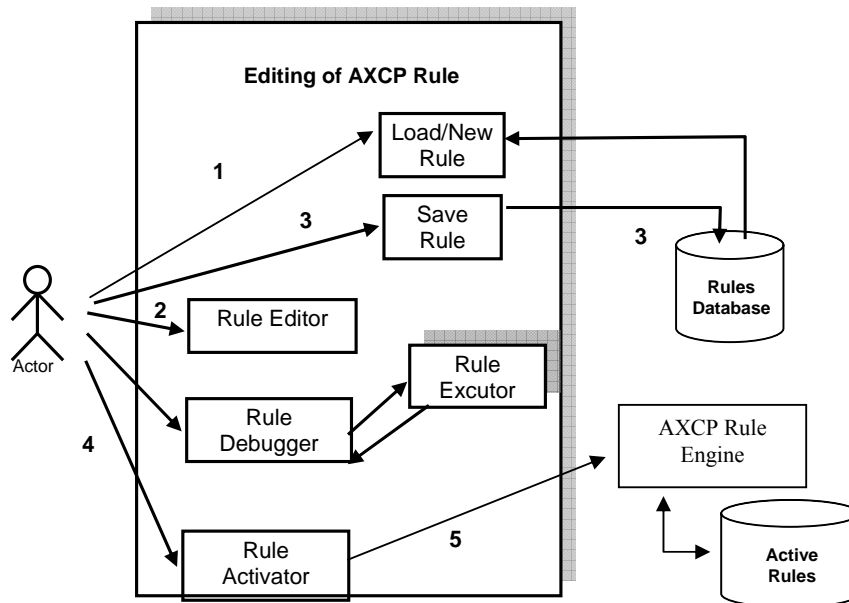 Editing of AXCP Rule
Load/New
Rule
1
3
Save
Rule
3
Rules
Database
2
Rule Editor
Actor
Rule
Excutor
Rule
Debugger
4
AXCP Rule
Engine
5
Rule
Activator
Active
Rules